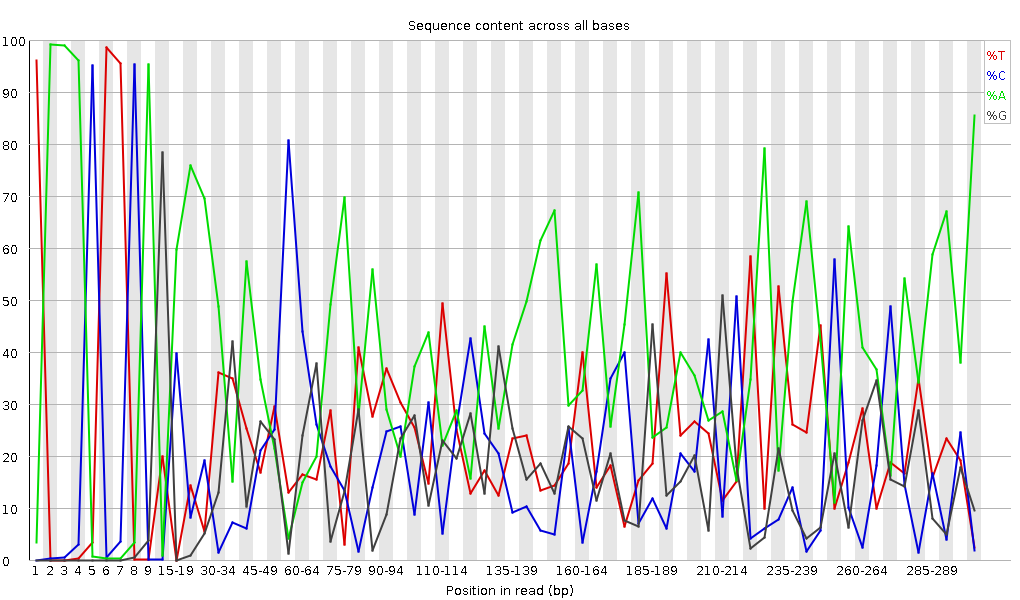 Sequence content across all bases
100
90
80
70
60
50
40
30
20
10
0
%T
%C
%A
%G
1 2 3 4 5 6 7 8 9 15-19 30-34 45-49 60-64 75-79 90-94 110-114 135-139 160-164 185-189 210-214 235-239 260-264 285-289
Position in read (bp)